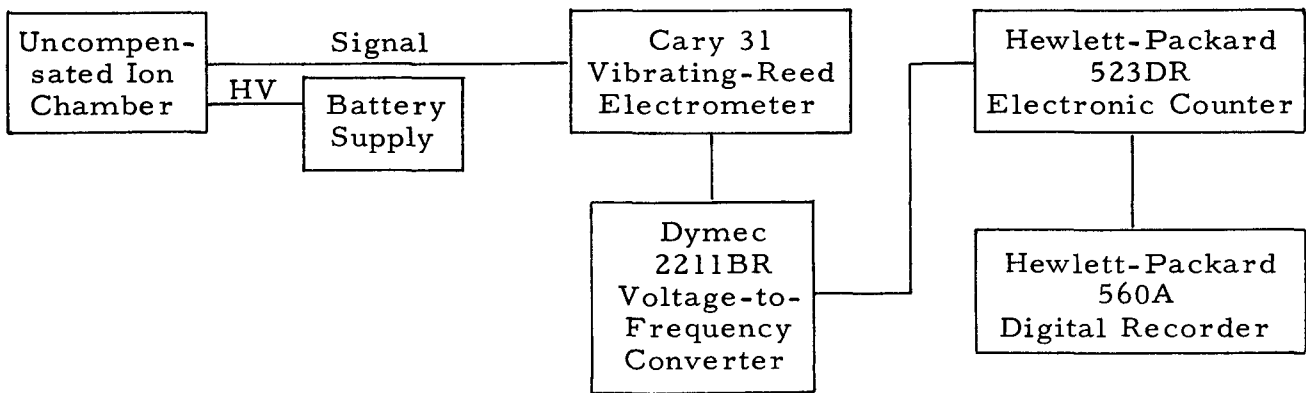 Uncompen-
sated Ion
Chamber
Signal
HV
Battery
Supply
Cary 31
Vibrating-Reed
Electrometer
Dymec
2211BR
Voltage-to-
Frequency
Converter
Hewlett-Packard
523DR
Electronic Counter
Hewlett-Packard
560A
Digital Recorder